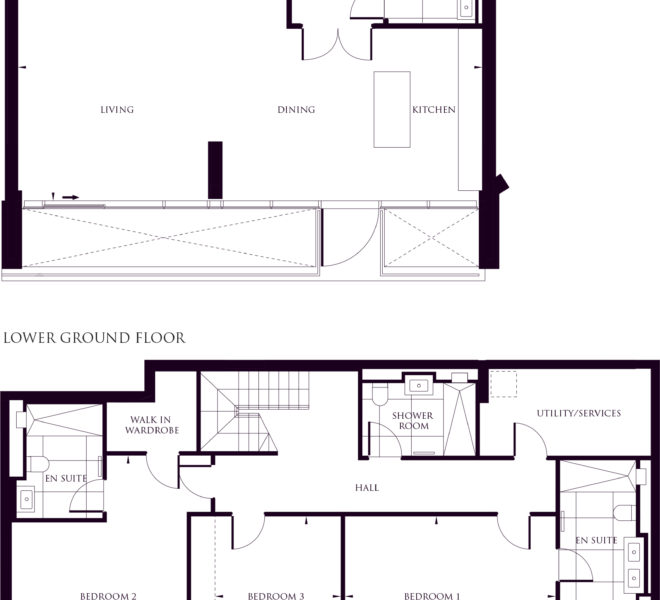 LIVING
DINING
KITCHEN
LOWER GROUND FLOOR
WALK IN
WARDROBE
SHOWER
ROOM
UTILITY/SERVICES
EN SUITE
HALL
EN SUITE
BEDROOM 2
BEDROOM 3
BEDROOM 1